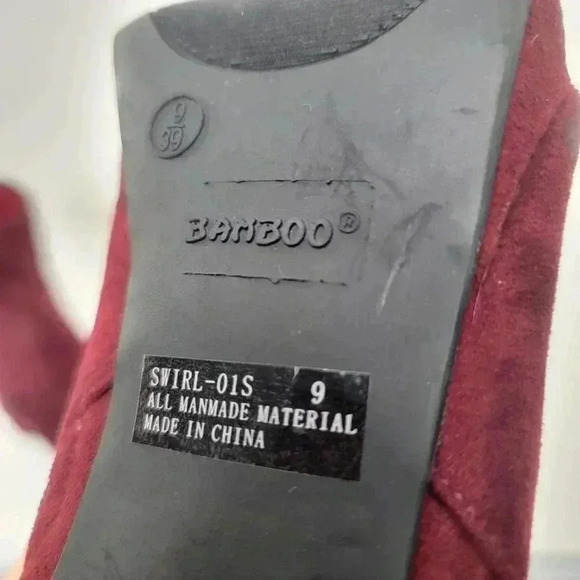 9
39
BAMBOO®
SWIRL-01S 9
ALL MANMADE MATERIAL
MADE IN CHINA